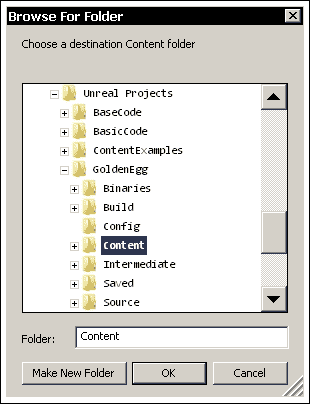 Browse For Folder
Choose a destination Content folder
Unreal Projects
BaseCode
BasicCode
ContentExamples
GoldenEgg
Binaries
Build
Config
Content
Intermediate
Saved
Source
Folder: Content
Make New Folder OK Cancel